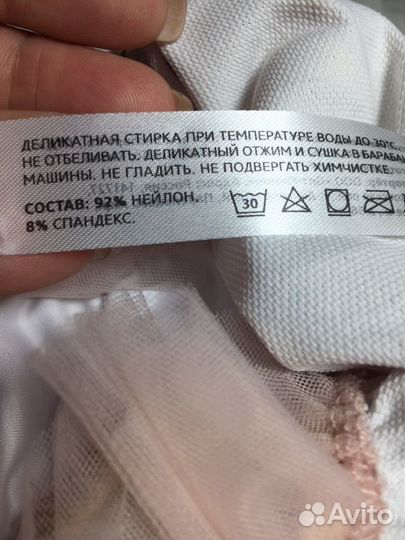 ДЕЛИКАТНАЯ СТИРКА ПРИ ТЕМПЕРАТУРЕ ВОДЫ ДО 30°C.
НЕ ОТБЕЛИВАТЬ. ДЕЛИКАТНЫЙ ОТЖИМ И СУШКА В БАРАБА
МАШИНЫ. НЕ ГЛАДИТЬ. НЕ ПОДВЕРГАТЬ ХИМЧИСТКЕ.
СОСТАВ: 92% НЕЙЛОН, 30
8% СПАНДЕКС.
Avito